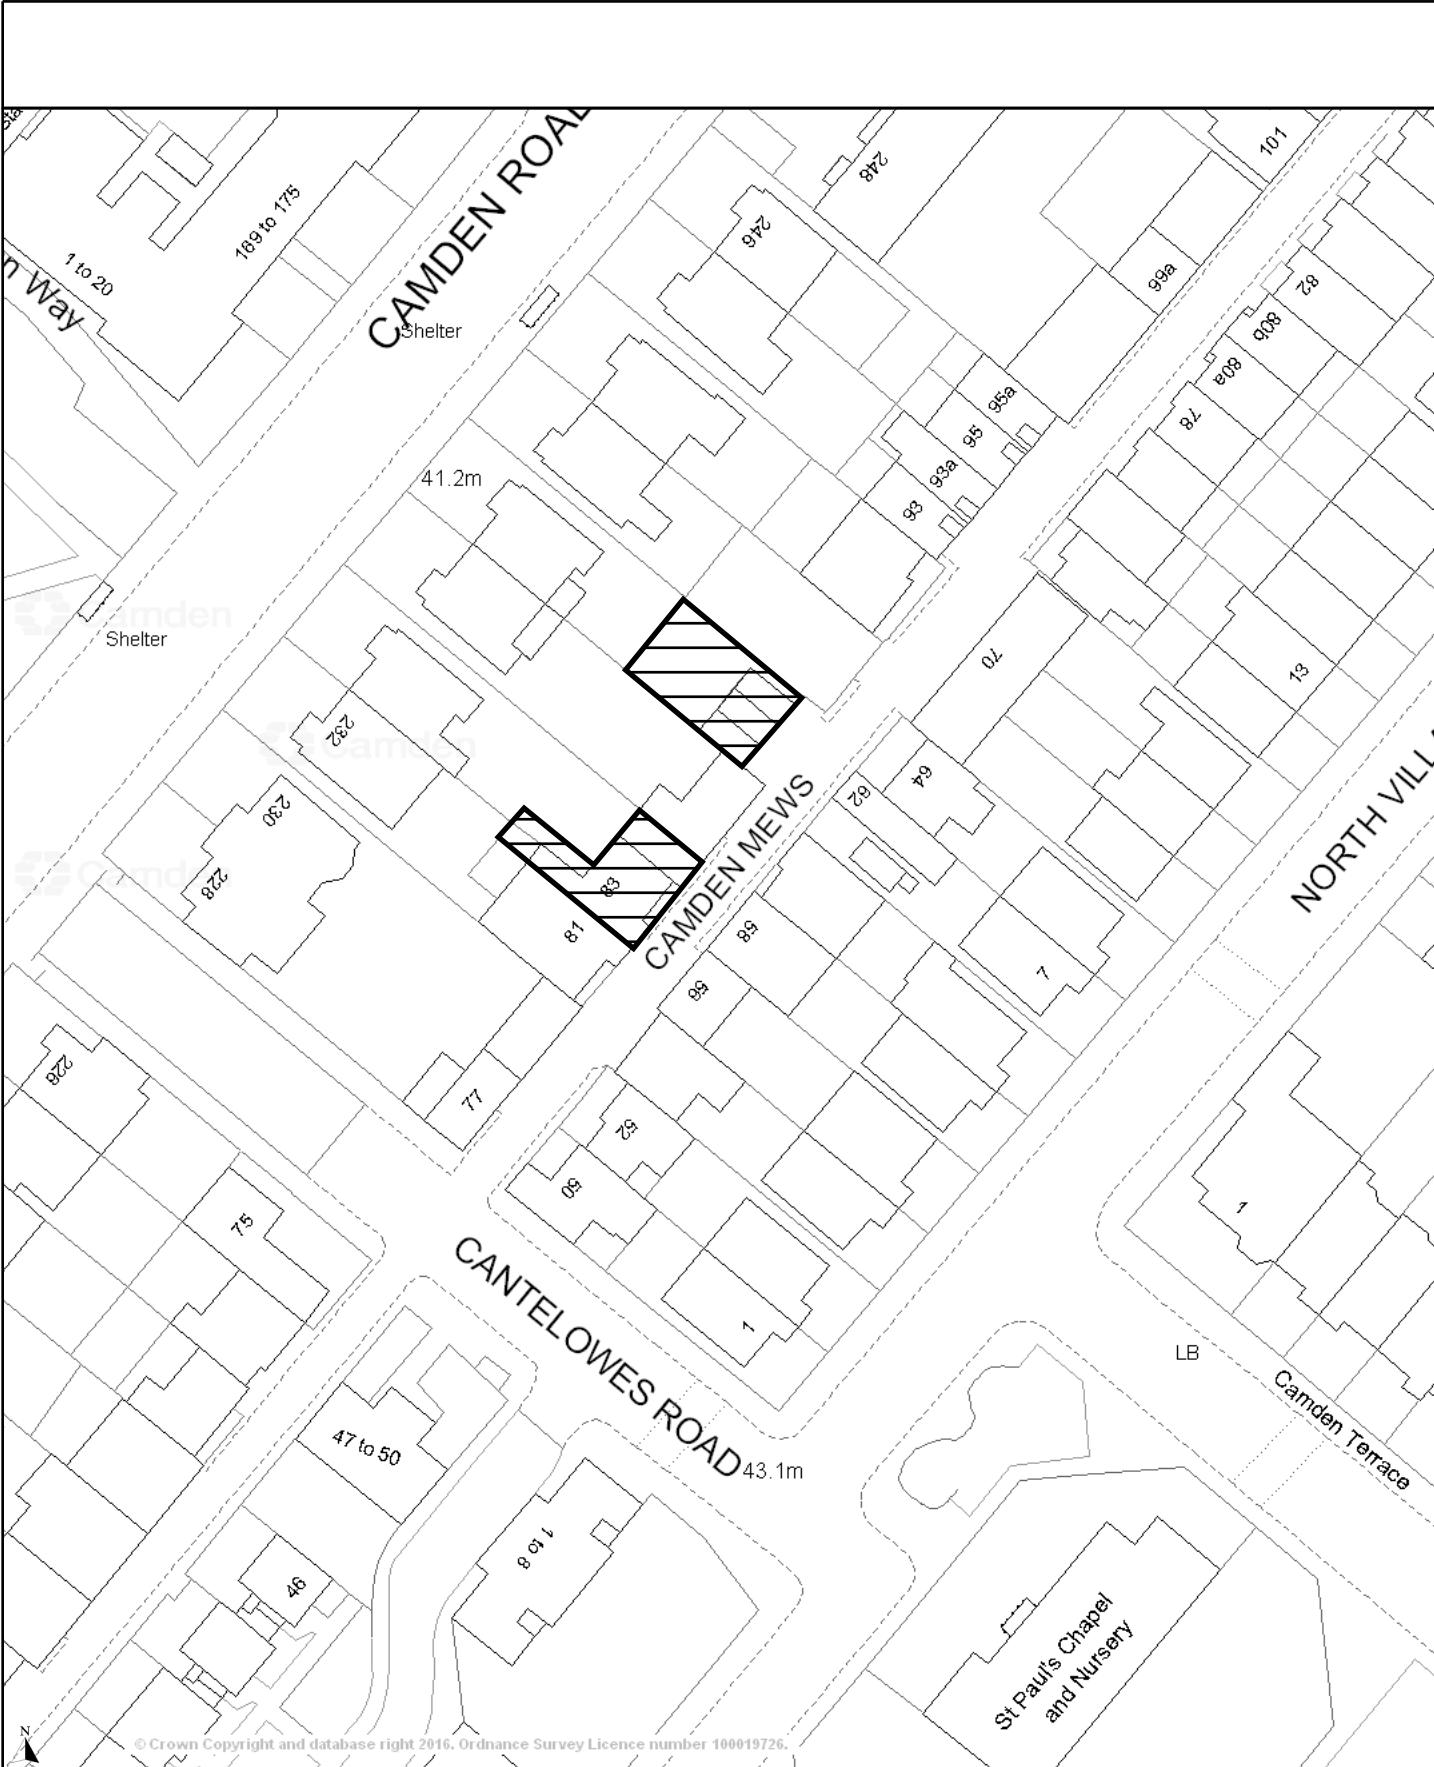 CAMDEN ROAD
101
248
169 to 175
246
1 to 20
n Way
99a
82
Shelter
80b
80a
95a
78
95
41.2m
93a
93
Camden
Shelter
70
13
232
Camden
64
62
CAMDEN MEWS
NORTH VILLA
230
228
Camden
83
81
58
56
7
226
77
52
50
1
75
CANTELOWES ROAD
1
LB
Camden Terrace
47 to 50
43.1m
1 to 8
46
St Paul's Chapel
and Nursery
N
© Crown Copyright and database right 2016. Ordnance Survey Licence number 100019726.